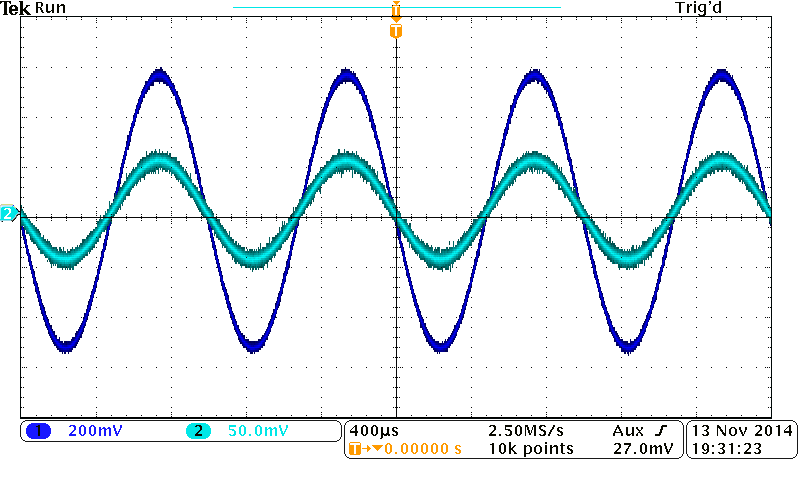 Tek Run Trig'd
T
T
2
1 200mV 2 50.0mV
400µs 2.50MS/s Aux
T→▼0.00000 s 10k points 27.0mV
13 Nov 2014
19:31:23